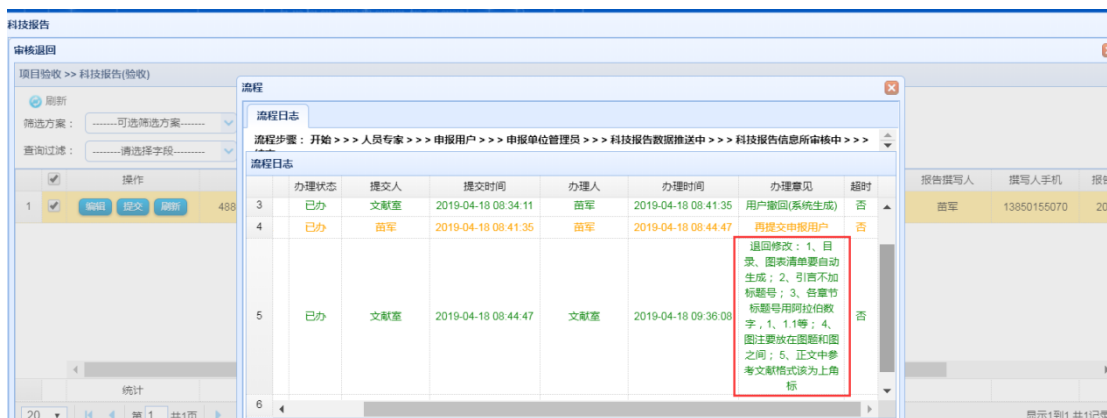 科技报告
审核退回
项目验收 >> 科技报告(验收)
刷新
筛选方案： -------可选筛选方案-------
查询过滤： --------请选择字段---------
操作
报告撰写人 撰写人手机
1 编辑 提交 刷新 488
苗军 13850155070 20
统计
20 第 1 共1页
显示1到1,共1记
流程
流程日志
流程步骤： 开始 > > > 人员专家 > > > 申报用户 > > > 申报单位管理员 > > > 科技报告数据推送中 > > > 科技报告信息所审核中 > > >
流程日志
办理状态 提交人 提交时间 办理人 办理时间 办理意见 超时
3 已办 文献室 2019-04-18 08:34:11 苗军 2019-04-18 08:41:35 用户撤回(系统生成) 否
4 已办 苗军 2019-04-18 08:41:35 苗军 2019-04-18 08:44:47 再提交申报用户 否
5 已办 文献室 2019-04-18 08:44:47 文献室 2019-04-18 09:36:08
退回修改： 1、目
录、图表清单要自动
生成； 2、引言不加
标题号； 3、各章节
标题号用阿拉伯数
字，1、1.1等； 4、
图注要放在图题和图
之间； 5、正文中参
考文献格式该为上角
标
否
6